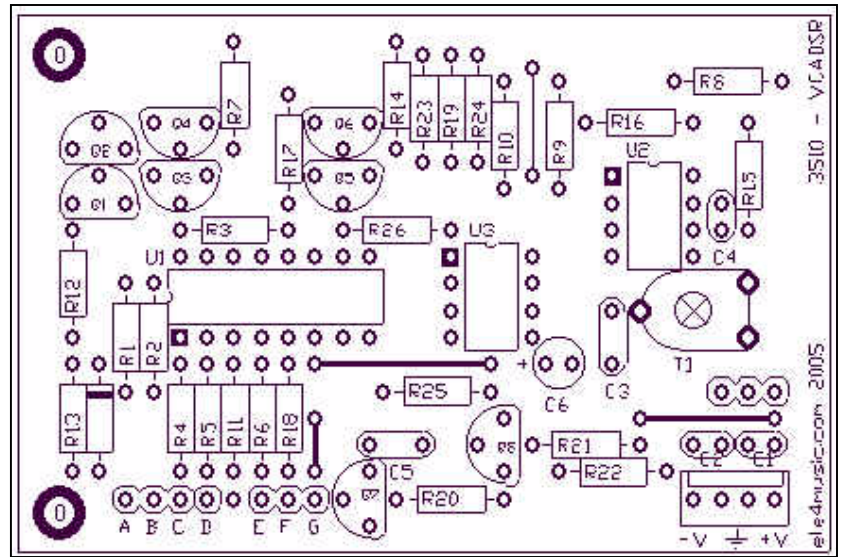 0
R7
R14
R23
R19
R24
R10
R9
R8
R16
3510 - VCADSR
Q4
Q6
Q2
R17
U2
R15
Q3
Q5
Q1
R3
R26
U3
C4
U1
R12
R1
R2
T1
C3
+
C6
R25
R13
R4
R5
R11
R6
R18
C5
Q8
R21
C2
C1
R22
Q7
R20
0
A B C D E F G
-V +V
ele4music.com 2005